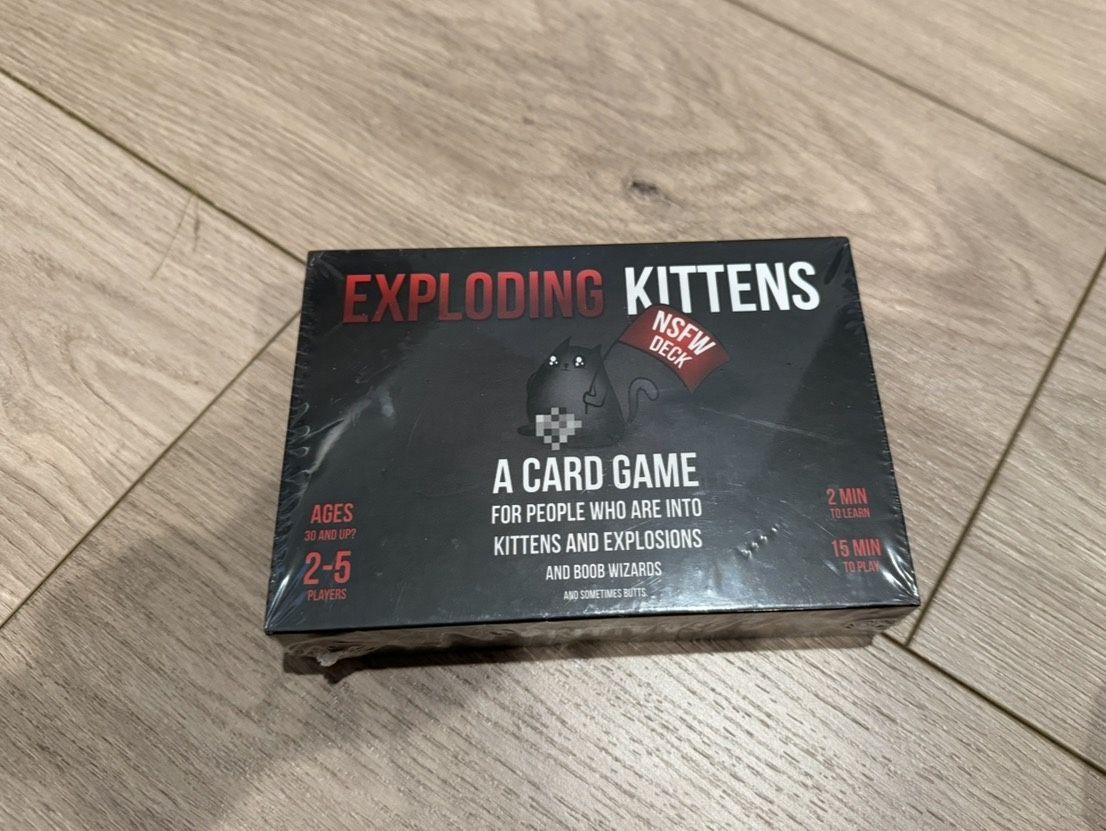 EXPLODING KITTENS
NSFW
DECK
A CARD GAME
FOR PEOPLE WHO ARE INTO
KITTENS AND EXPLOSIONS
AND BOOB WIZARDS
AND SOMETIMES BUTTS.
AGES
30 AND UP?
2-5
PLAYERS
2 MIN
TO LEARN
15 MIN
TO PLAY